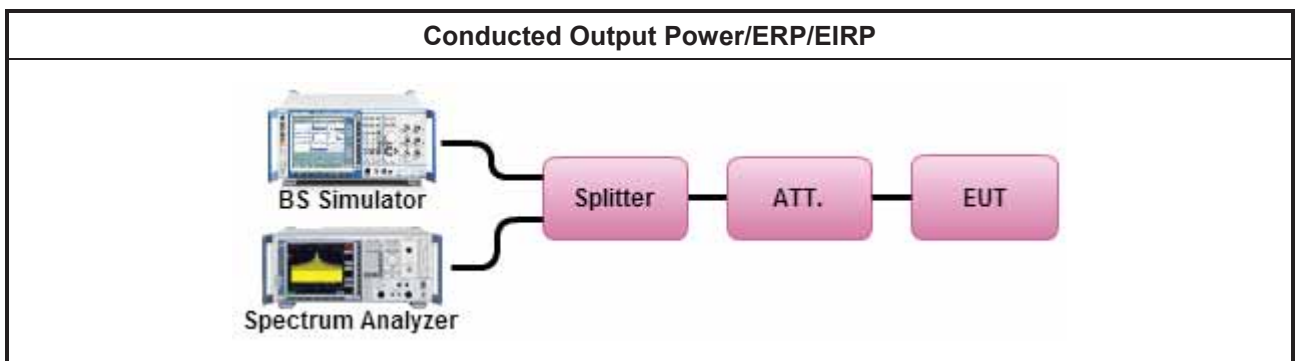 Conducted Output Power/ERP/EIRP
BS Simulator
Splitter
ATT.
EUT
Spectrum Analyzer